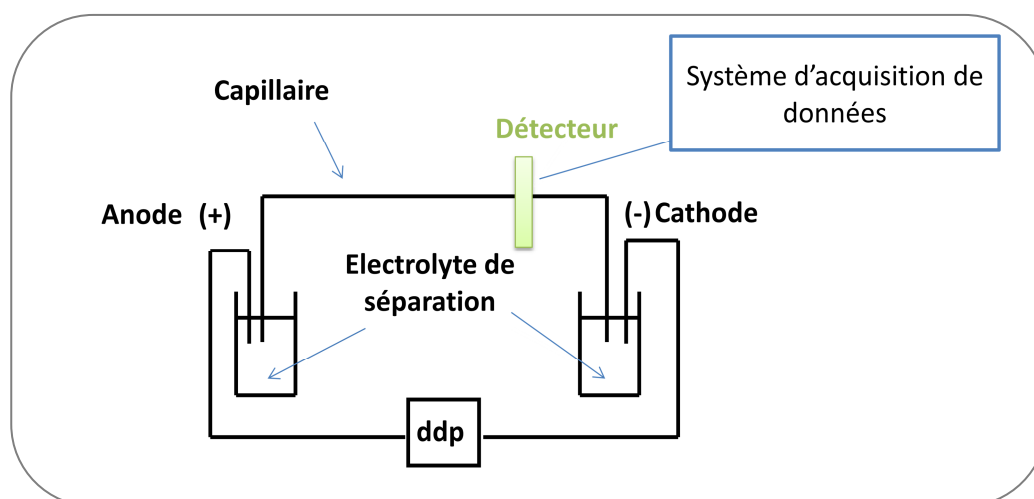 Système d'acquisition de
données
Capillaire
Détecteur
Anode (+)
(-) Cathode
Electrolyte de
séparation
ddp